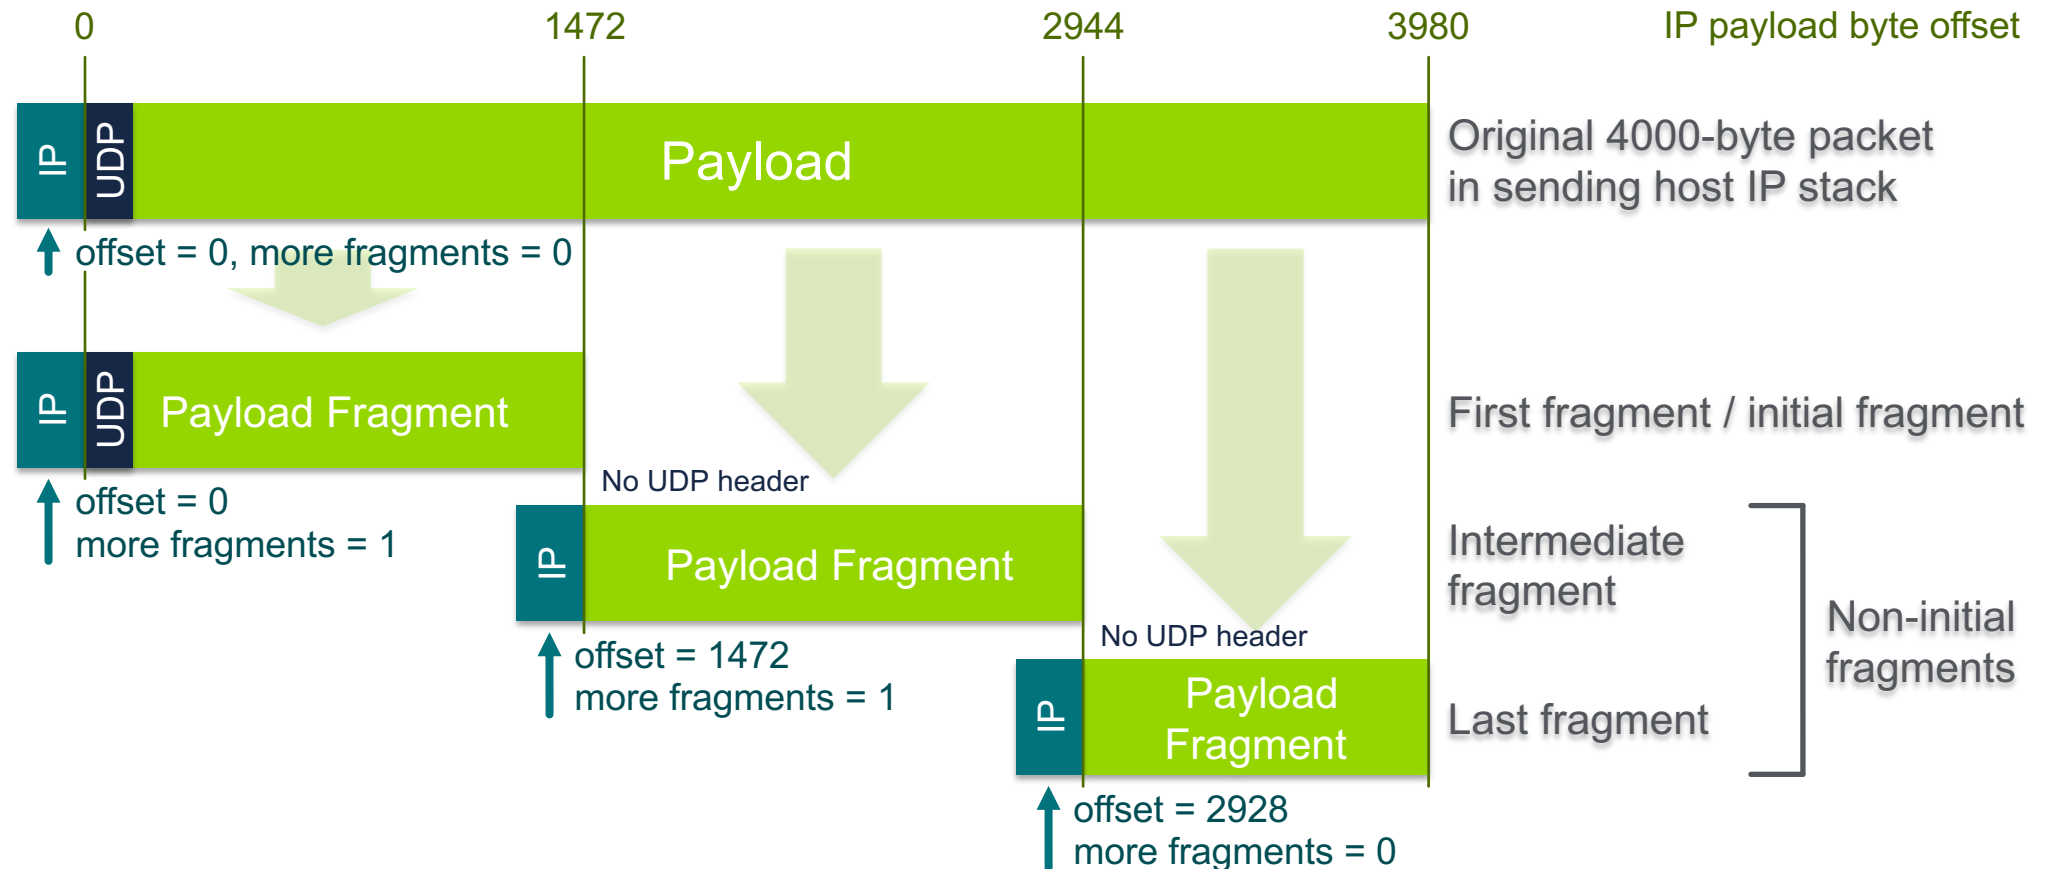 0 1472 2944 3980 IP payload byte offset
IP UDP Payload
Original 4000-byte packet
in sending host IP stack
offset = 0, more fragments = 0
IP UDP Payload Fragment
First fragment / initial fragment
offset = 0
more fragments = 1
No UDP header
IP Payload Fragment
Intermediate
fragment
offset = 1472
more fragments = 1
No UDP header
IP
Payload
Fragment
Last fragment
Non-initial
fragments
offset = 2928
more fragments = 0